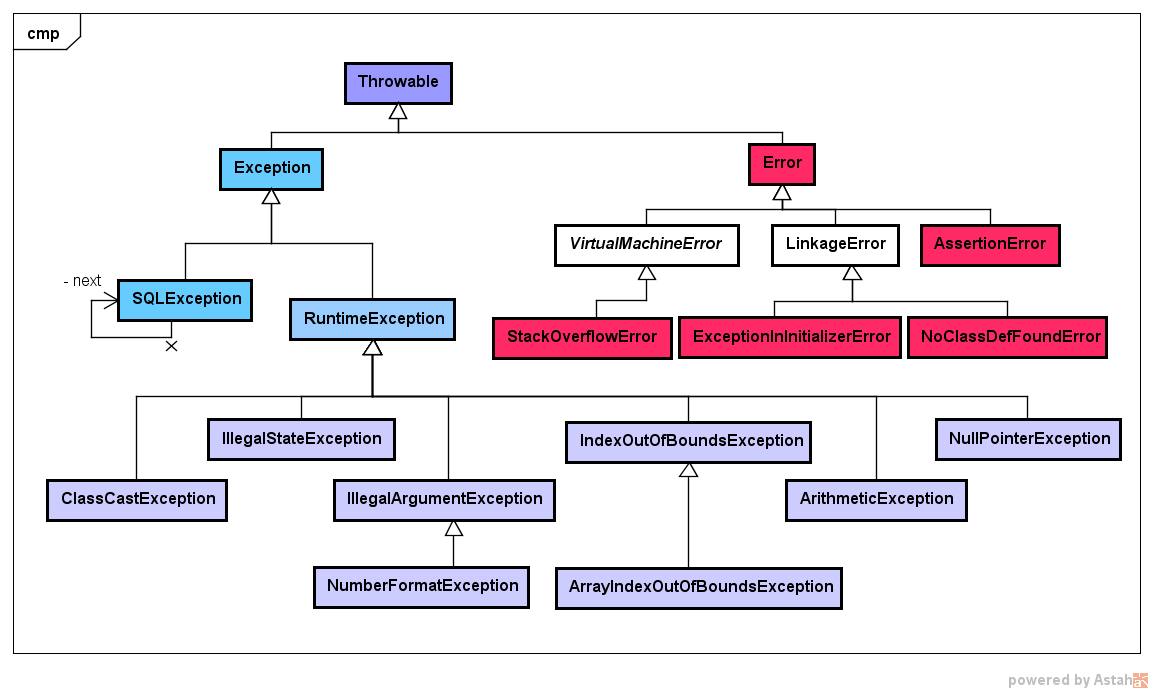 cmp
Throwable
Exception
Error
VirtualMachineError
LinkageError
AssertionError
- next
SQLException
RuntimeException
StackOverflowError
ExceptionInInitializerError
NoClassDefFoundError
IllegalStateException
IndexOutOfBoundsException
NullPointerException
ClassCastException
IllegalArgumentException
ArithmeticException
NumberFormatException
ArrayIndexOutOfBoundsException
powered by Astah